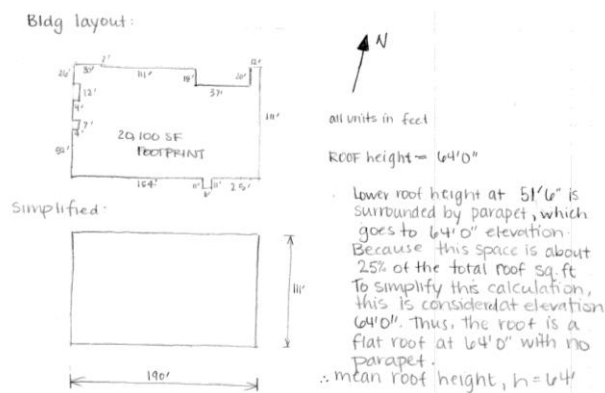 Bldg layout:
N
2'
30'
111'
12'
26'
18'
20'
37'
12'
4'
111'
7'
4'
20,100 SF
FOOTPRINT
164'
11'
11'
25'
all units in feet
ROOF height = 64'0"
Lower roof height at 51'6" is
surrounded by parapet, which
goes to 64'0" elevation.
Because this space is about
25% of the total roof sq.ft
To simplify this calculation,
this is considerdat elevation
64'0". Thus, the roof is a
flat roof at 64'0" with no
parapet.
∴ mean roof height, h = 64'
Simplified:
111'
190'